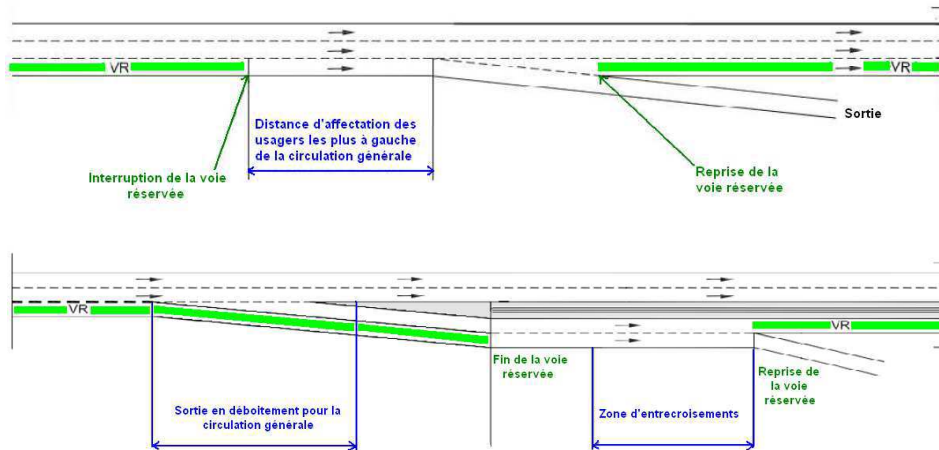 VR
VR
Sortie
Distance d'affectation des
usagers les plus à gauche
de la circulation générale
Interruption de la voie
réservée
Reprise de la
voie réservée
VR
VR
Fin de la voie
réservée
Reprise de
la voie
réservée
Sortie en déboitement pour la
circulation générale
Zone d'entrecroisements